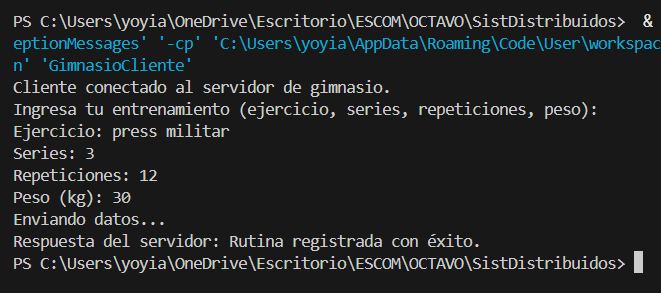 PS C:\Users\yoyia\OneDrive\Escritorio\ESCOM\OCTAVO\SistDistribuidos>  &
eptionMessages' '-cp' 'C:\Users\yoyia\AppData\Roaming\Code\User\workspac
n' 'GimnasioCliente'
Cliente conectado al servidor de gimnasio.
Ingresa tu entrenamiento (ejercicio, series, repeticiones, peso):
Ejercicio: press militar
Series: 3
Repeticiones: 12
Peso (kg): 30
Enviando datos...
Respuesta del servidor: Rutina registrada con éxito.
PS C:\Users\yoyia\OneDrive\Escritorio\ESCOM\OCTAVO\SistDistribuidos>